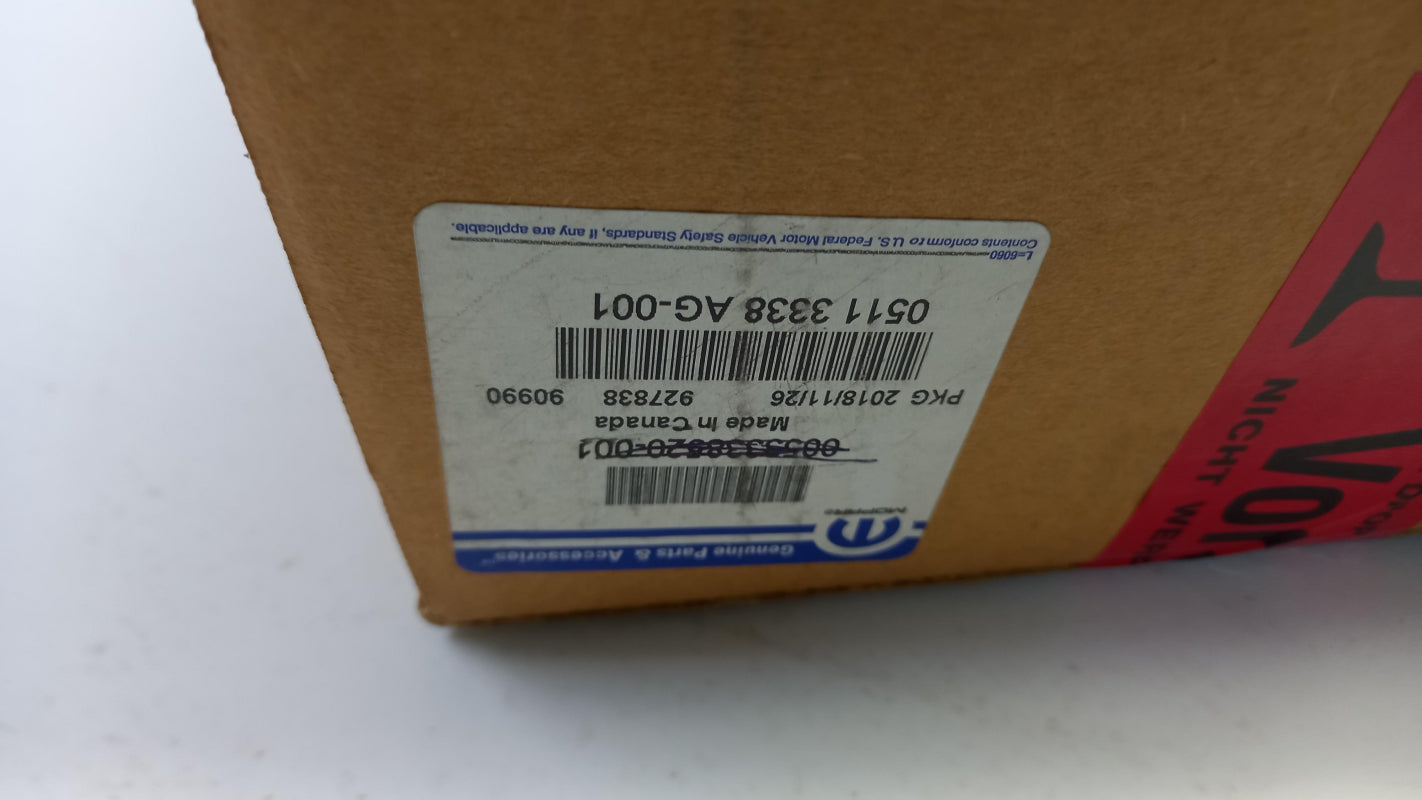 Genuine Parts & Accessories™
MOPAR®
Made In Canada
PKG 2018/11/26 927838 90990
0511 3338 AG-001
L=6060
Contents conform to U.S. Federal Motor Vehicle Safety Standards, if any are applicable.
NICHT